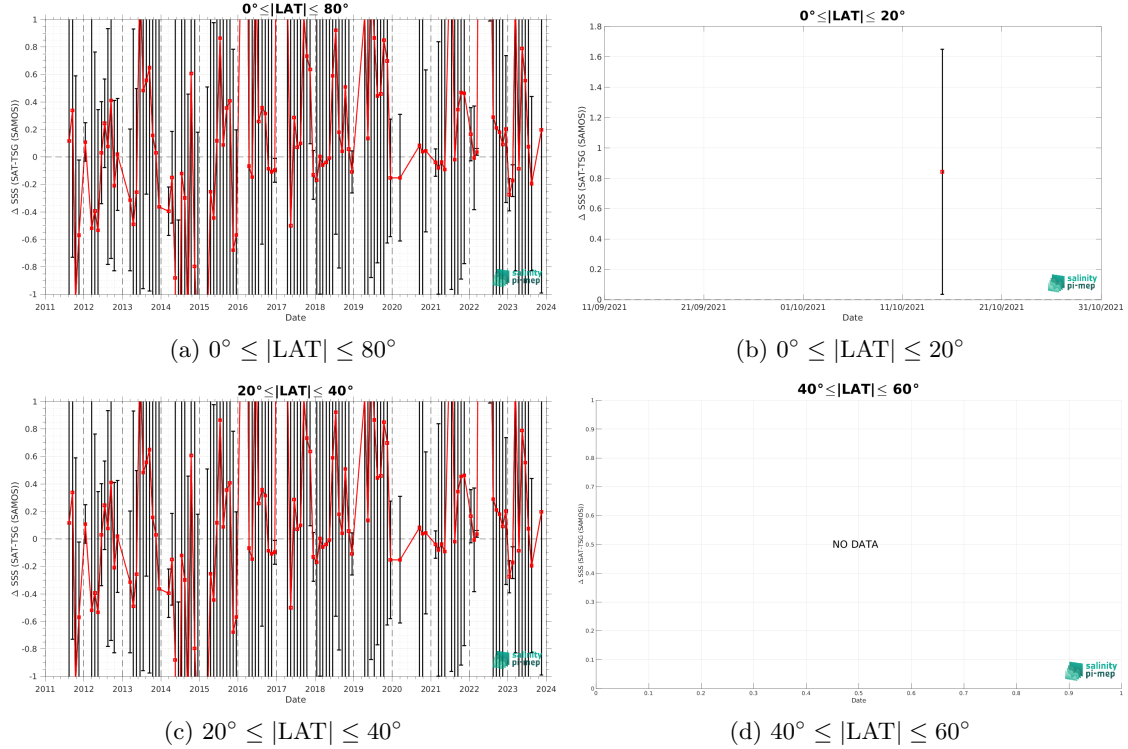 0°≤|LAT|≤ 80°
Δ SSS (SAT-TSG (SAMOS))
1
0.8
0.6
0.4
0.2
0
-0.2
-0.4
-0.6
-0.8
-1
2011 2012 2013 2014 2015 2016 2017 2018 2019 2020 2021 2022 2023 2024
Date
salinity
pi-mep
(a) 0° ≤ |LAT| ≤ 80°
0°≤|LAT|≤ 20°
Δ SSS (SAT-TSG (SAMOS))
1.8
1.6
1.4
1.2
1
0.8
0.6
0.4
0.2
0
11/09/2021 21/09/2021 01/10/2021 11/10/2021 21/10/2021 31/10/2021
Date
salinity
pi-mep
(b) 0° ≤ |LAT| ≤ 20°
20°≤|LAT|≤ 40°
Δ SSS (SAT-TSG (SAMOS))
1
0.8
0.6
0.4
0.2
0
-0.2
-0.4
-0.6
-0.8
-1
2011 2012 2013 2014 2015 2016 2017 2018 2019 2020 2021 2022 2023 2024
Date
salinity
pi-mep
(c) 20° ≤ |LAT| ≤ 40°
40°≤|LAT|≤ 60°
Δ SSS (SAT-TSG (SAMOS))
1
0.9
0.8
0.7
0.6
0.5
0.4
0.3
0.2
0.1
0
NO DATA
0 0.1 0.2 0.3 0.4 0.5 0.6 0.7 0.8 0.9 1
Date
salinity
pi-mep
(d) 40° ≤ |LAT| ≤ 60°